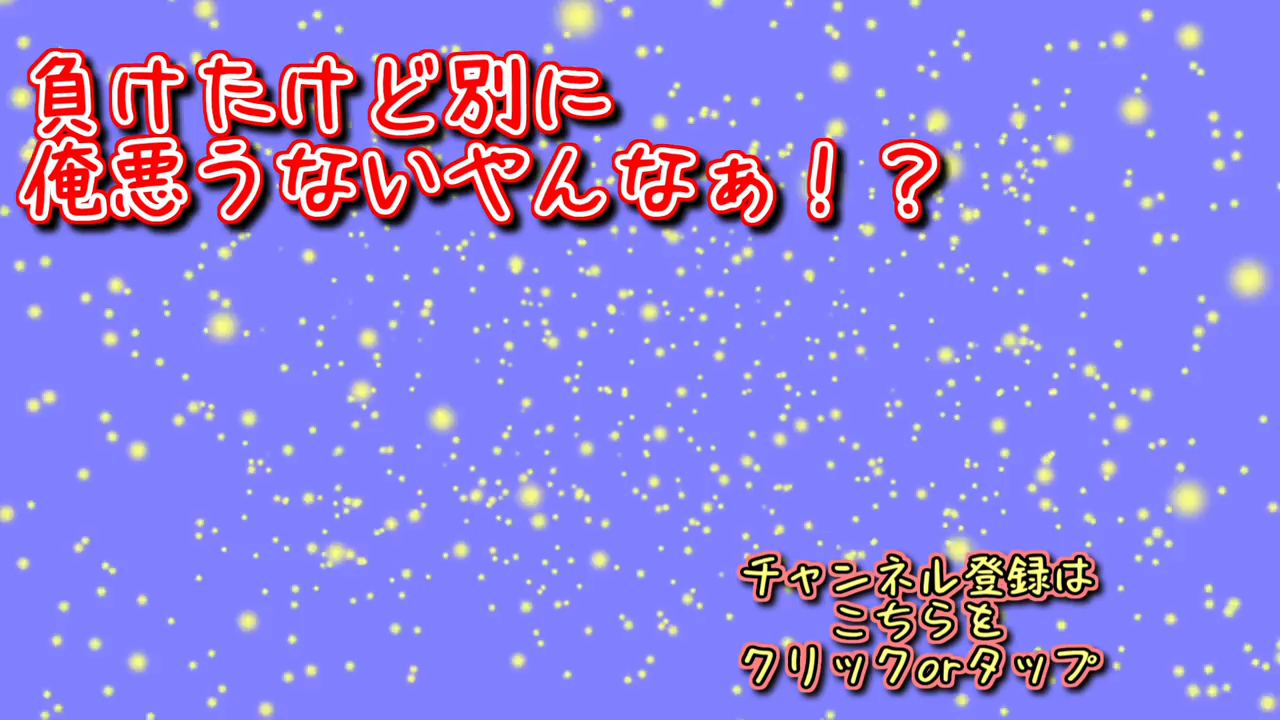 負けたけど別に
俺悪うないやんなぁ！？
チャンネル登録は
こちらを
クリックorタップ